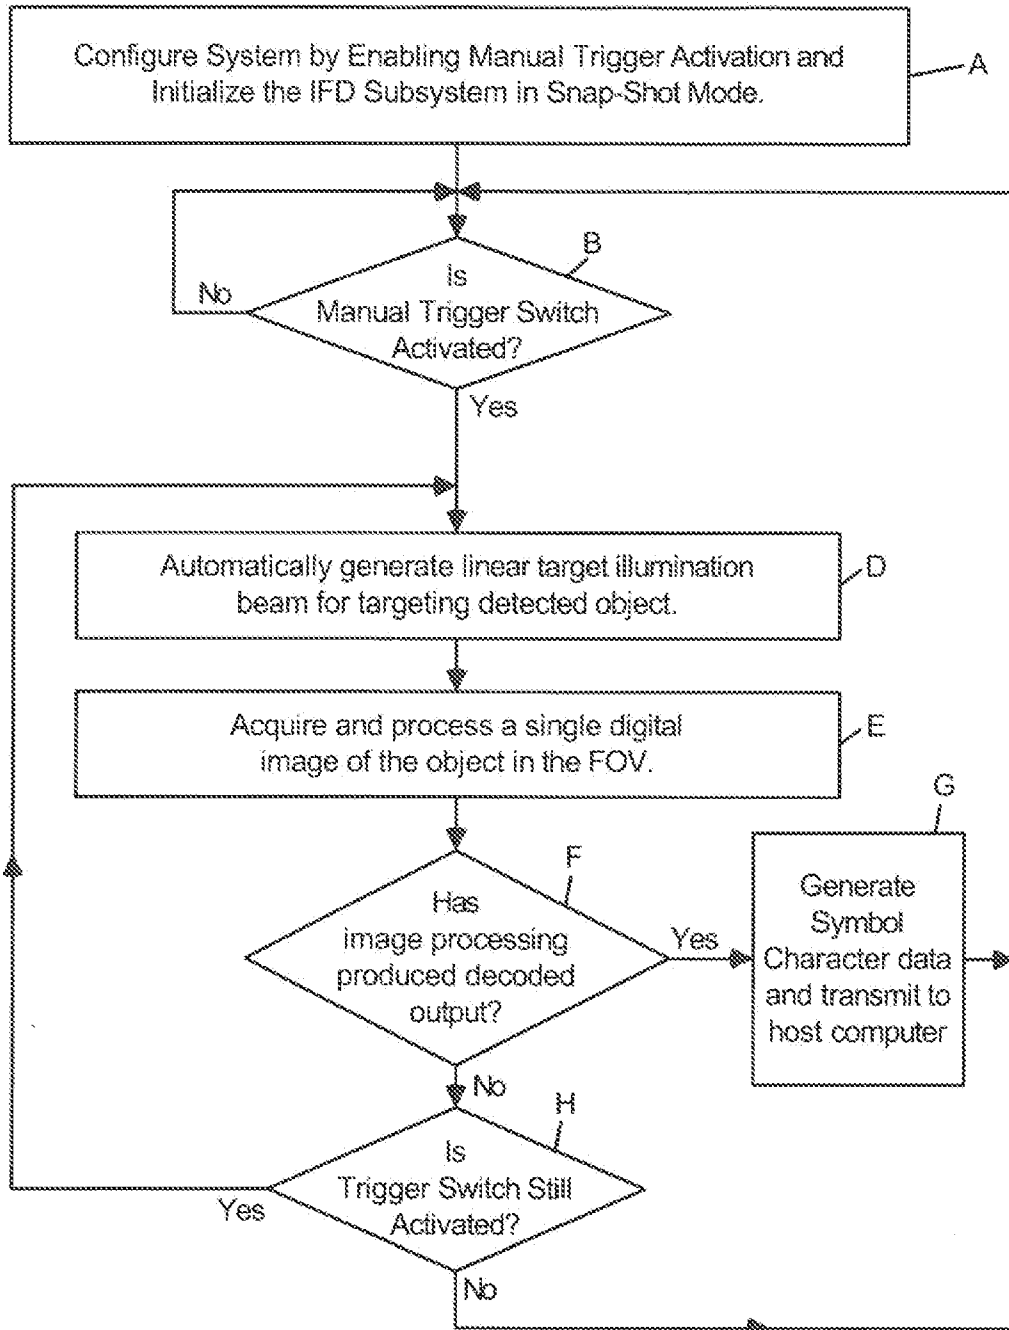 Configure System by Enabling Manual Trigger Activation and
Initialize the IFD Subsystem in Snap-Shot Mode.
A
B
Is
Manual Trigger Switch
Activated?
No
Yes
Automatically generate linear target illumination
beam for targeting detected object.
D
Acquire and process a single digital
image of the object in the FOV.
E
F
Has
image processing
produced decoded
output?
Yes
G
Generate
Symbol
Character data
and transmit to
host computer
No
H
Is
Trigger Switch Still
Activated?
Yes
No